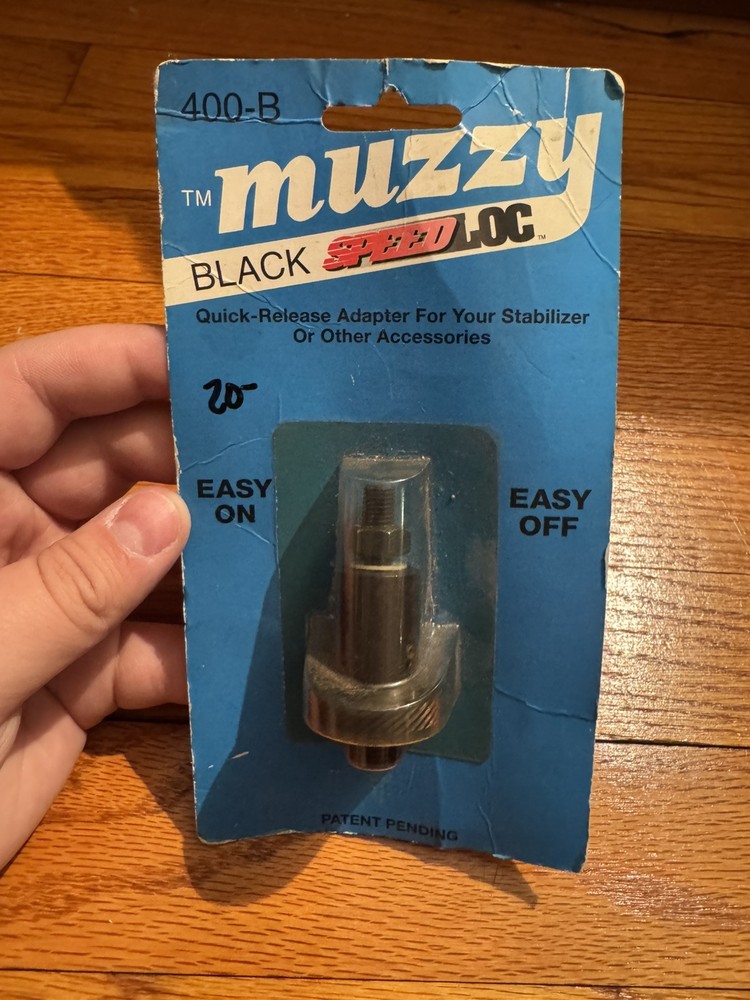 400-B
TM muzzy
BLACK SPEEDLOC TM
Quick-Release Adapter For Your Stabilizer
Or Other Accessories
20-
EASY ON
EASY OFF
PATENT PENDING